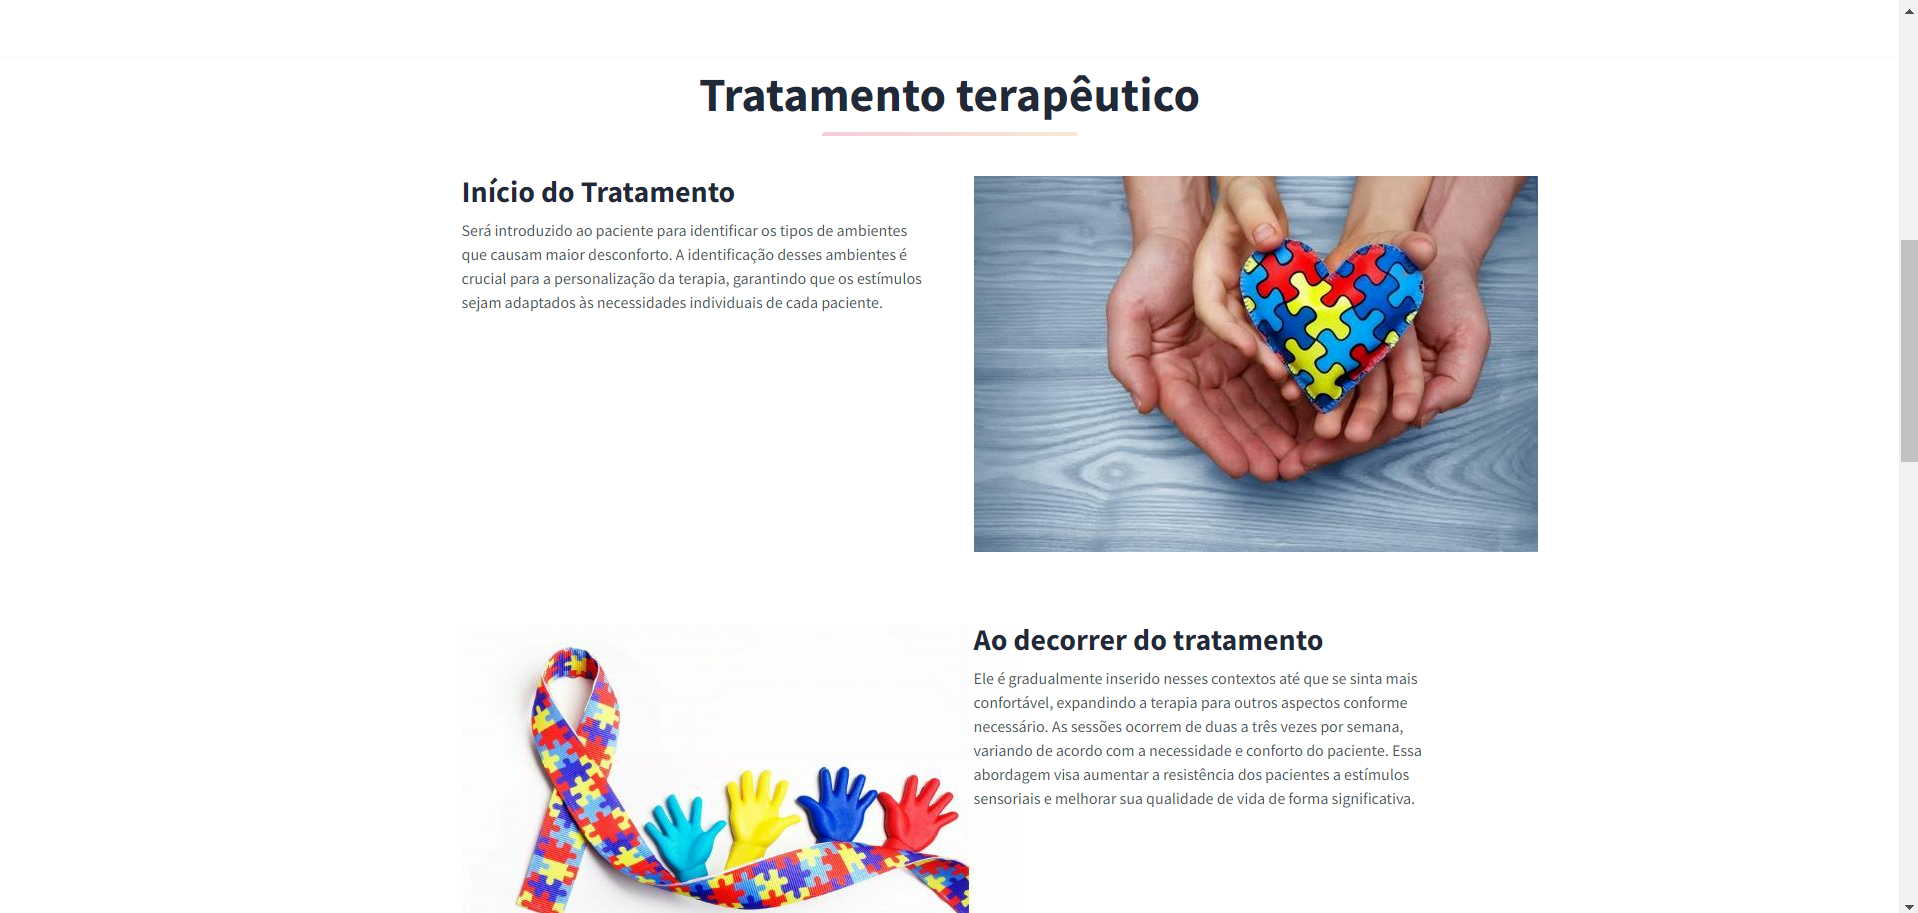 Tratamento terapêutico
Início do Tratamento
Será introduzido ao paciente para identificar os tipos de ambientes
que causam maior desconforto. A identificação desses ambientes é
crucial para a personalização da terapia, garantindo que os estímulos
sejam adaptados às necessidades individuais de cada paciente.
Ao decorrer do tratamento
Ele é gradualmente inserido nesses contextos até que se sinta mais
confortável, expandindo a terapia para outros aspectos conforme
necessário. As sessões ocorrem de duas a três vezes por semana,
variando de acordo com a necessidade e conforto do paciente. Essa
abordagem visa aumentar a resistência dos pacientes a estímulos
sensoriais e melhorar sua qualidade de vida de forma significativa.